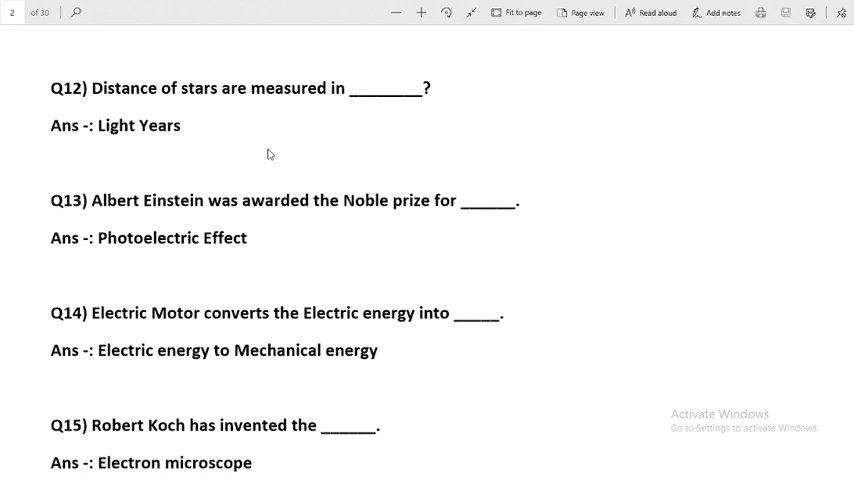 2 of 30 Fit to page Page view Read aloud Add notes
Q12) Distance of stars are measured in ________?
Ans -: Light Years
Q13) Albert Einstein was awarded the Noble prize for ______.
Ans -: Photoelectric Effect
Q14) Electric Motor converts the Electric energy into _____.
Ans -: Electric energy to Mechanical energy
Activate Windows
Go to Settings to activate Windows.
Q15) Robert Koch has invented the ______.
Ans -: Electron microscope